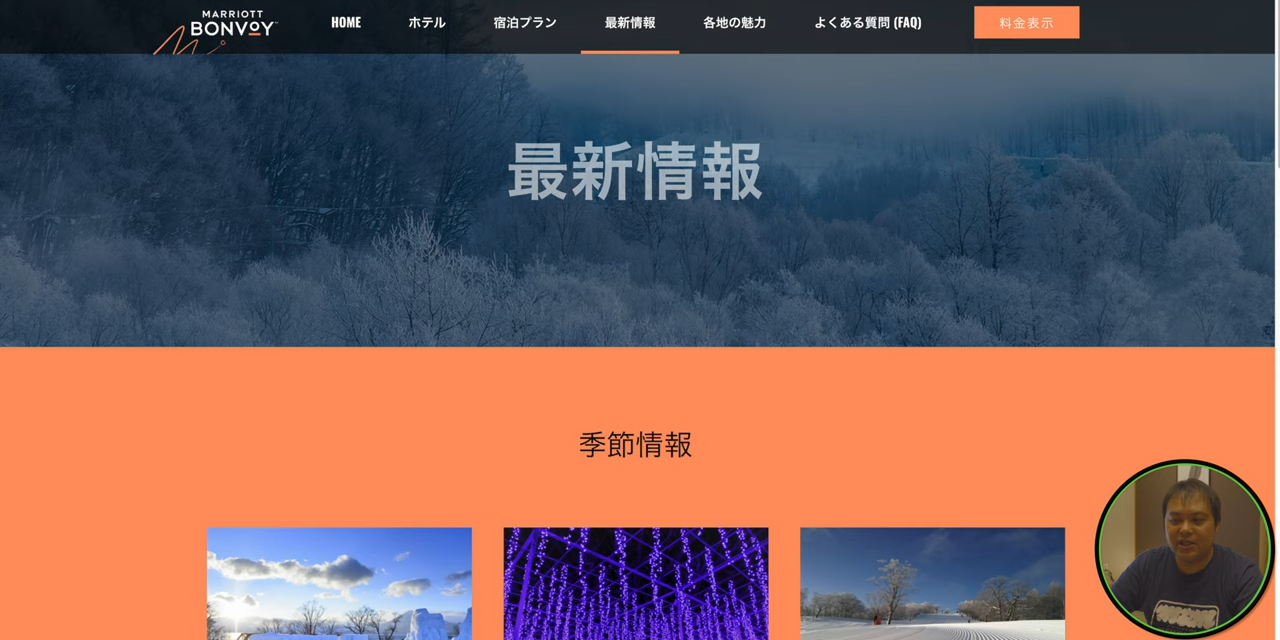 MARRIOTT
BONVOY
HOME
ホテル
宿泊プラン
最新情報
各地の魅力
よくある質問 (FAQ)
料金表示
最新情報
季節情報